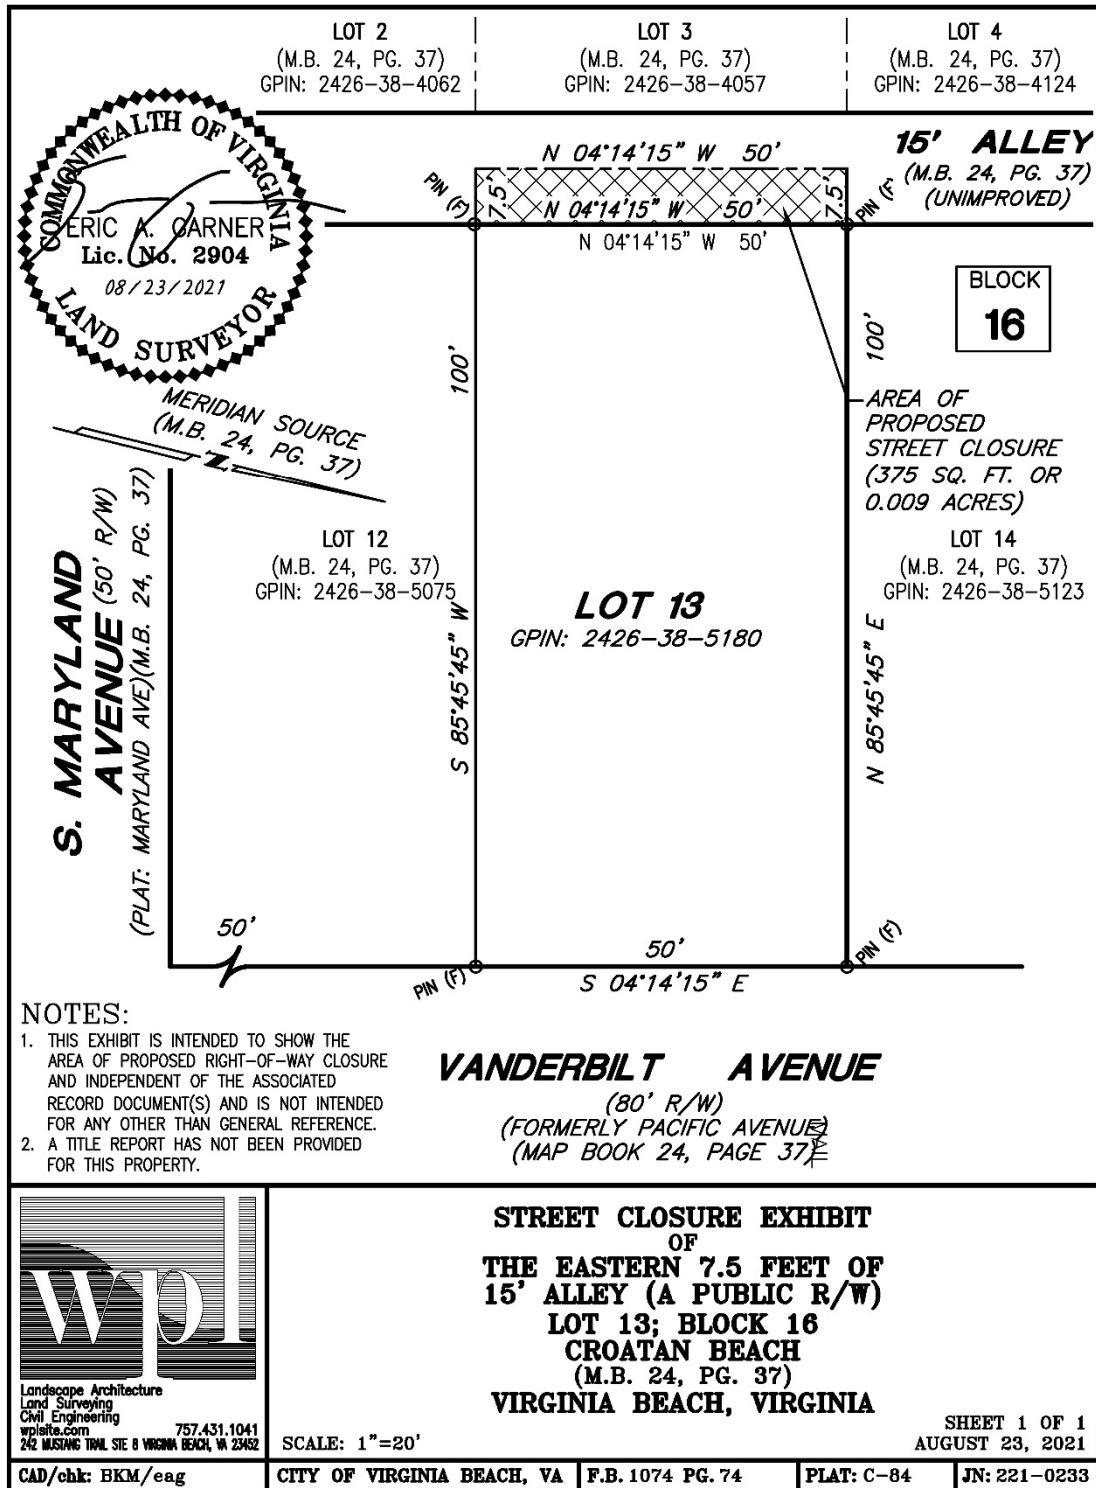 LOT 2
(M.B. 24, PG. 37)
GPIN: 2426-38-4062
LOT 3
(M.B. 24, PG. 37)
GPIN: 2426-38-4057
LOT 4
(M.B. 24, PG. 37)
GPIN: 2426-38-4124
COMMONWEALTH OF VIRGINIA
ERIC A. GARNER
Lic. No. 2904
08/23/2021
LAND SURVEYOR
15' ALLEY
(M.B. 24, PG. 37)
(UNIMPROVED)
N 04°14'15" W 50'
PIN (F)
7.5'
N 04°14'15" W 50'
7.5'
PIN (F)
N 04°14'15" W 50'
BLOCK
16
100'
100'
MERIDIAN SOURCE
(M.B. 24, PG. 37)
N
AREA OF
PROPOSED
STREET CLOSURE
(375 SQ. FT. OR
0.009 ACRES)
S. MARYLAND
AVENUE (50' R/W)
(PLAT: MARYLAND AVE)(M.B. 24, PG. 37)
LOT 12
(M.B. 24, PG. 37)
GPIN: 2426-38-5075
LOT 13
GPIN: 2426-38-5180
LOT 14
(M.B. 24, PG. 37)
GPIN: 2426-38-5123
S 85°45'45" W
N 85°45'45" E
50'
PIN (F)
50'
S 04°14'15" E
PIN (F)
NOTES:
1. THIS EXHIBIT IS INTENDED TO SHOW THE
AREA OF PROPOSED RIGHT-OF-WAY CLOSURE
AND INDEPENDENT OF THE ASSOCIATED
RECORD DOCUMENT(S) AND IS NOT INTENDED
FOR ANY OTHER THAN GENERAL REFERENCE.
2. A TITLE REPORT HAS NOT BEEN PROVIDED
FOR THIS PROPERTY.
VANDERBILT AVENUE
(80' R/W)
(FORMERLY PACIFIC AVENUE)
(MAP BOOK 24, PAGE 37)
wpl
Landscape Architecture
Land Surveying
Civil Engineering
wplsite.com 757.431.1041
242 MUSTANG TRAIL STE 8 VIRGINIA BEACH, VA 23452
STREET CLOSURE EXHIBIT
OF
THE EASTERN 7.5 FEET OF
15' ALLEY (A PUBLIC R/W)
LOT 13; BLOCK 16
CROATAN BEACH
(M.B. 24, PG. 37)
VIRGINIA BEACH, VIRGINIA
SCALE: 1"=20'
SHEET 1 OF 1
AUGUST 23, 2021
CAD/chk: BKM/eag
CITY OF VIRGINIA BEACH, VA
F.B. 1074 PG. 74
PLAT: C-84
JN: 221-0233